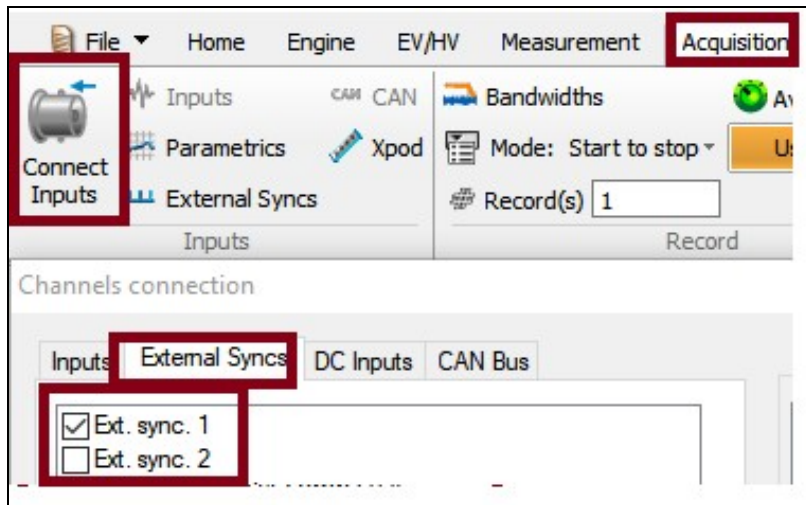 File Home Engine EV/HV Measurement Acquisition
Inputs CAN CAN Bandwidths
Connect Inputs
Parametrics Xpod Mode: Start to stop
External Syncs Record(s) 1
Inputs Record
Channels connection
Inputs External Syncs DC Inputs CAN Bus
Ext. sync. 1
Ext. sync. 2